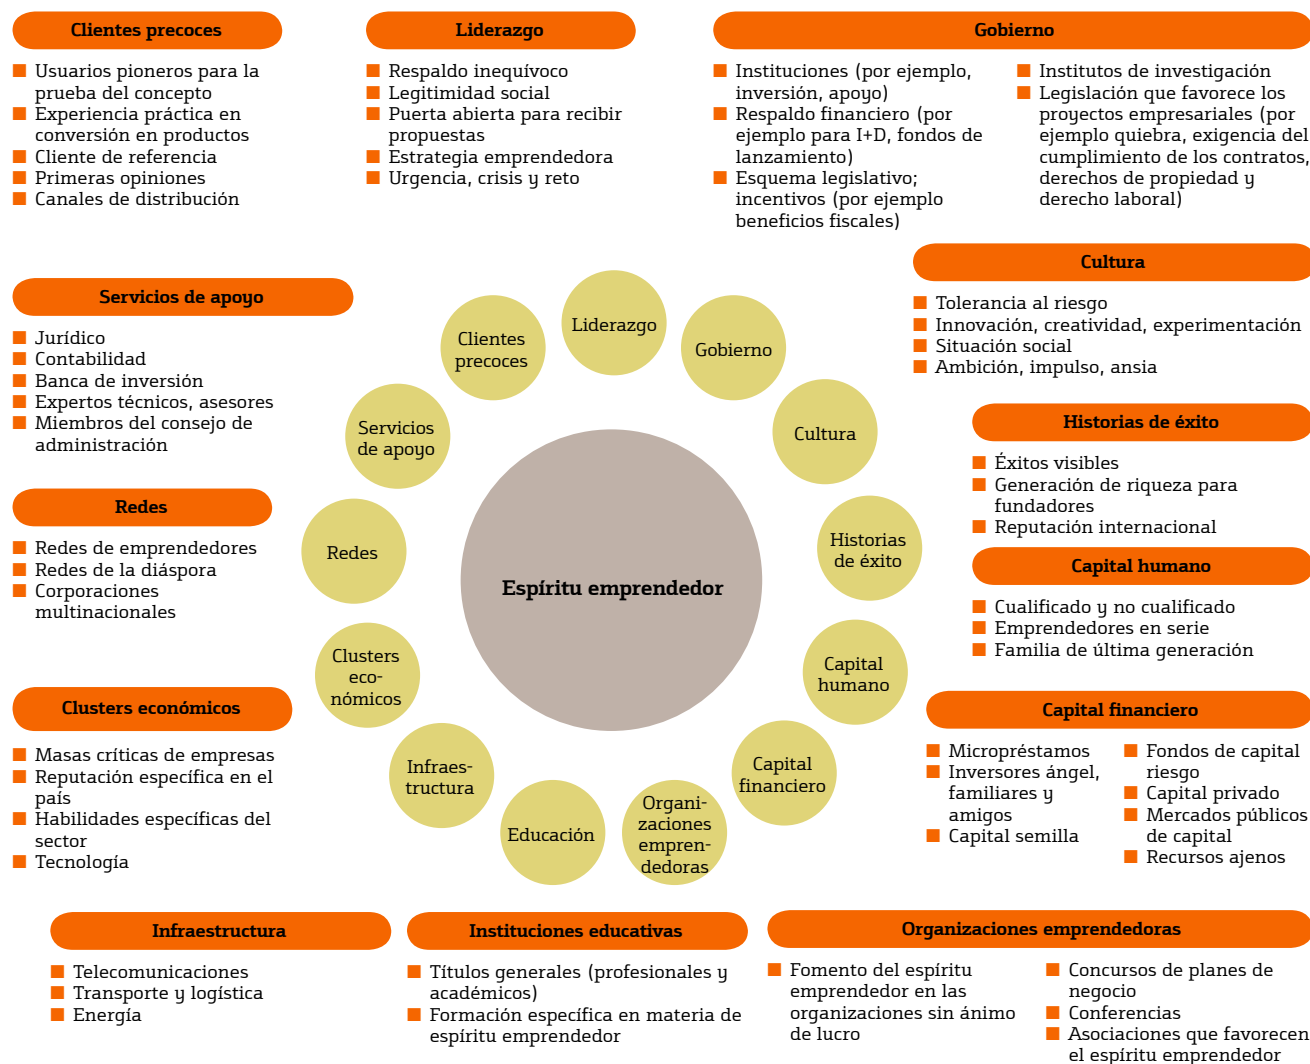 Clientes precoces
Usuarios pioneros para la
prueba del concepto
Experiencia práctica en
conversión en productos
Cliente de referencia
Primeras opiniones
Canales de distribución
Liderazgo
Respaldo inequívoco
Legitimidad social
Puerta abierta para recibir
propuestas
Estrategia emprendedora
Urgencia, crisis y reto
Gobierno
Instituciones (por ejemplo,
inversión, apoyo)
Respaldo financiero (por
ejemplo para I+D, fondos de
lanzamiento)
Esquema legislativo;
incentivos (por ejemplo
beneficios fiscales)
Institutos de investigación
Legislación que favorece los
proyectos empresariales (por
ejemplo quiebra, exigencia del
cumplimiento de los contratos,
derechos de propiedad y
derecho laboral)
Cultura
Tolerancia al riesgo
Innovación, creatividad, experimentación
Situación social
Ambición, impulso, ansia
Servicios de apoyo
Jurídico
Contabilidad
Banca de inversión
Expertos técnicos, asesores
Miembros del consejo de
administración
Historias de éxito
Éxitos visibles
Generación de riqueza para
fundadores
Reputación internacional
Redes
Redes de emprendedores
Redes de la diáspora
Corporaciones
multinacionales
Capital humano
Cualificado y no cualificado
Emprendedores en serie
Familia de última generación
Clusters económicos
Masas críticas de empresas
Reputación específica en el
país
Habilidades específicas del
sector
Tecnología
Capital financiero
Micropréstamos
Inversores ángel,
familiares y
amigos
Capital semilla
Fondos de capital
riesgo
Capital privado
Mercados públicos
de capital
Recursos ajenos
Liderazgo
Gobierno
Cultura
Historias
de éxito
Capital
humano
Capital
financiero
Organi-
zaciones
empren-
dedoras
Educación
Infraes-
tructura
Clusters
eco-
nómicos
Redes
Servicios
de apoyo
Clientes
precoces
Espíritu emprendedor
Infraestructura
Telecomunicaciones
Transporte y logística
Energía
Instituciones educativas
Títulos generales (profesionales y
académicos)
Formación específica en materia de
espíritu emprendedor
Organizaciones emprendedoras
Fomento del espíritu
emprendedor en las
organizaciones sin ánimo
de lucro
Concursos de planes de
negocio
Conferencias
Asociaciones que favorecen
el espíritu emprendedor